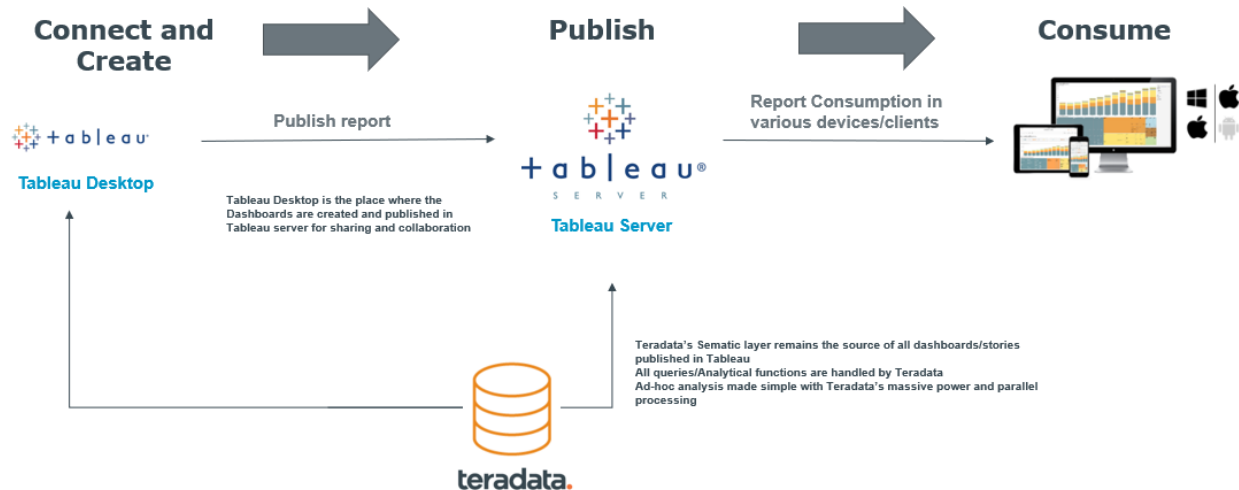 Connect and
Create
Publish
Consume
Publish report
Report Consumption in
various devices/clients
+ableau®
Tableau Desktop
+ableau®
SERVER
Tableau Server
Tableau Desktop is the place where the
Dashboards are created and published in
Tableau server for sharing and collaboration
Teradata's Sematic layer remains the source of all dashboards/stories
published in Tableau
All queries/Analytical functions are handled by Teradata
Ad-hoc analysis made simple with Teradata's massive power and parallel
processing
teradata.